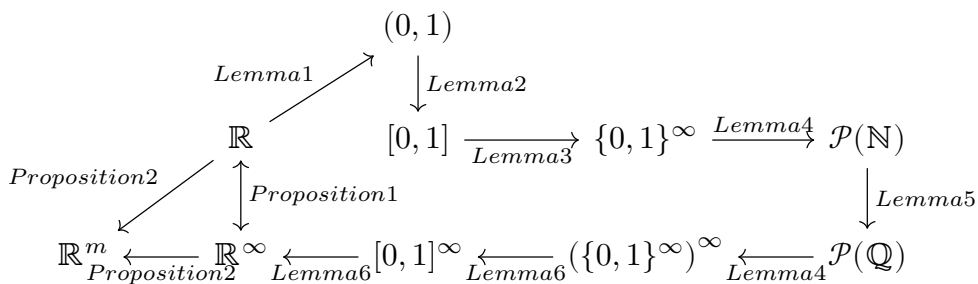 (0, 1)
Lemma1
Lemma2
ℝ
[0, 1]
{0, 1}^∞
Lemma4
𝒫(ℕ)
Lemma3
Proposition2
Proposition1
Lemma5
ℝ^m
ℝ^∞
[0, 1]^∞
({0, 1}^∞)^∞
𝒫(ℚ)
Proposition2
Lemma6
Lemma6
Lemma4